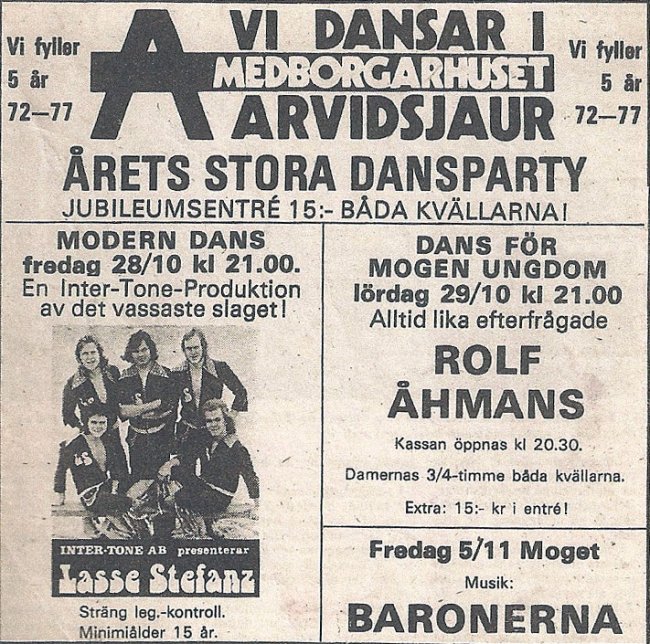 Vi fyller
5 år
72—77
A
VI DANSAR I
MEDBORGARHUSET
ARVIDSJAUR
Vi fyller
5 år
72—77
ÅRETS STORA DANSPARTY
JUBILEUMSENTRÉ 15:- BÅDA KVÄLLARNA!
MODERN DANS
fredag 28/10 kl 21.00.
En Inter-Tone-Produktion
av det vassaste slaget!
INTER-TONE AB presenterar
Lasse Stefanz
Sträng leg.-kontroll.
Minimiålder 15 år.
DANS FÖR
MOGEN UNGDOM
lördag 29/10 kl 21.00
Alltid lika efterfrågade
ROLF
ÅHMANS
Kassan öppnas kl 20.30.
Damernas 3/4-timme båda kvällarna.
Extra: 15:- kr i entré!
Fredag 5/11 Moget
Musik:
BARONERNA